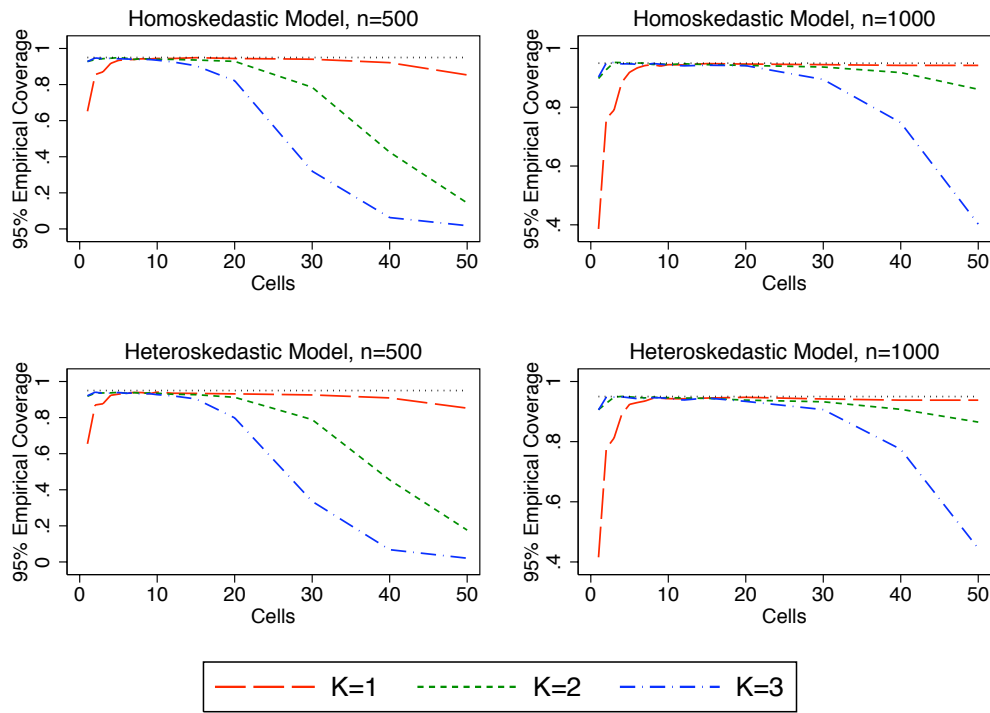 Homoskedastic Model, n=500
95% Empirical Coverage
1
.8
.6
.4
.2
0
0 10 20 30 40 50
Cells
Homoskedastic Model, n=1000
95% Empirical Coverage
1
.8
.6
.4
0 10 20 30 40 50
Cells
Heteroskedastic Model, n=500
95% Empirical Coverage
1
.8
.6
.4
.2
0
0 10 20 30 40 50
Cells
Heteroskedastic Model, n=1000
95% Empirical Coverage
1
.8
.6
.4
0 10 20 30 40 50
Cells
K=1 K=2 K=3